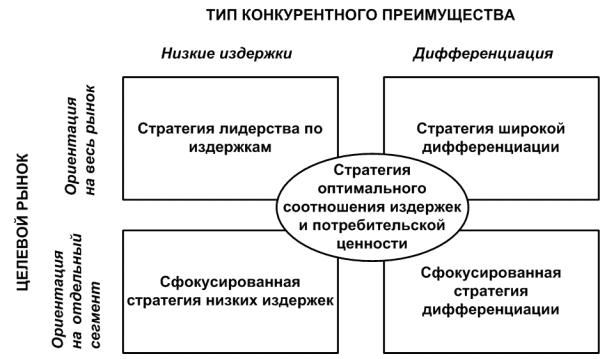 ТИП КОНКУРЕНТНОГО ПРЕИМУЩЕСТВА
Низкие издержки
Дифференциация
ЦЕЛЕВОЙ РЫНОК
Ориентация
на весь рынок
Стратегия лидерства по
издержкам
Стратегия широкой
дифференциации
Стратегия
оптимального
соотношения издержек
и потребительской
ценности
Ориентация
на отдельный
сегмент
Сфокусированная
стратегия низких издержек
Сфокусированная
стратегия
дифференциации